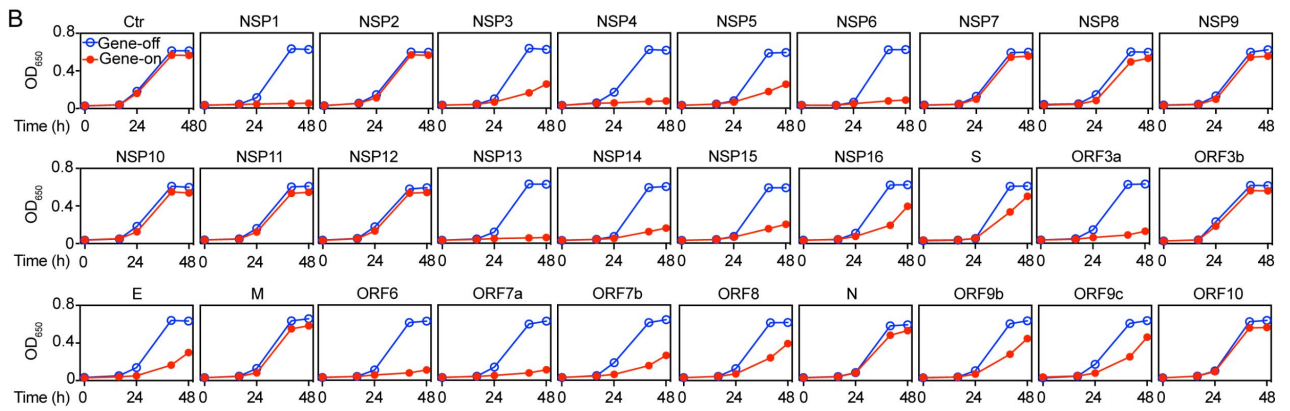 B
Ctr NSP1 NSP2 NSP3 NSP4 NSP5 NSP6 NSP7 NSP8 NSP9
0.8
Gene-off
Gene-on
OD650
0.4
0
Time (h) 0 24 48 0 24 48 0 24 48 0 24 48 0 24 48 0 24 48 0 24 48 0 24 48 0 24 48 0 24 48
NSP10 NSP11 NSP12 NSP13 NSP14 NSP15 NSP16 S ORF3a ORF3b
0.8
OD650
0.4
0
Time (h) 0 24 48 0 24 48 0 24 48 0 24 48 0 24 48 0 24 48 0 24 48 0 24 48 0 24 48 0 24 48
E M ORF6 ORF7a ORF7b ORF8 N ORF9b ORF9c ORF10
0.8
OD650
0.4
0
Time (h) 0 24 48 0 24 48 0 24 48 0 24 48 0 24 48 0 24 48 0 24 48 0 24 48 0 24 48 0 24 48